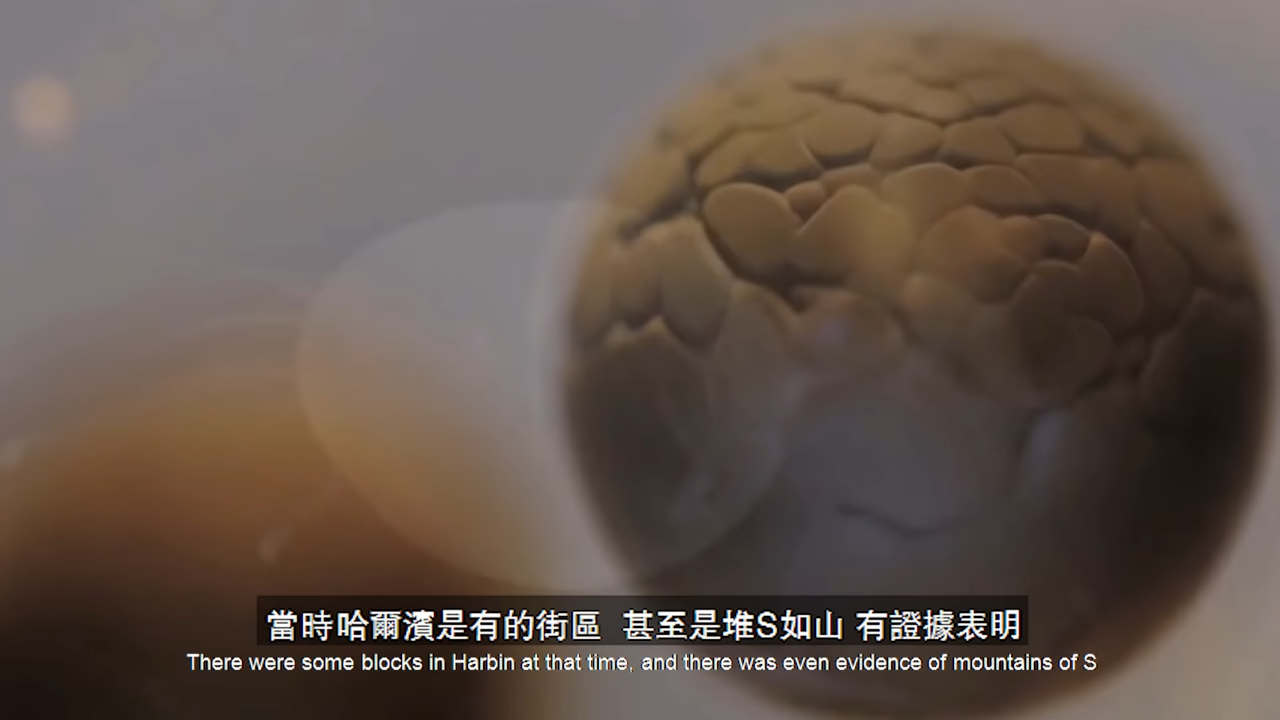 當時哈爾濱是有的街區 甚至是堆S如山 有證據表明
There were some blocks in Harbin at that time, and there was even evidence of mountains of S